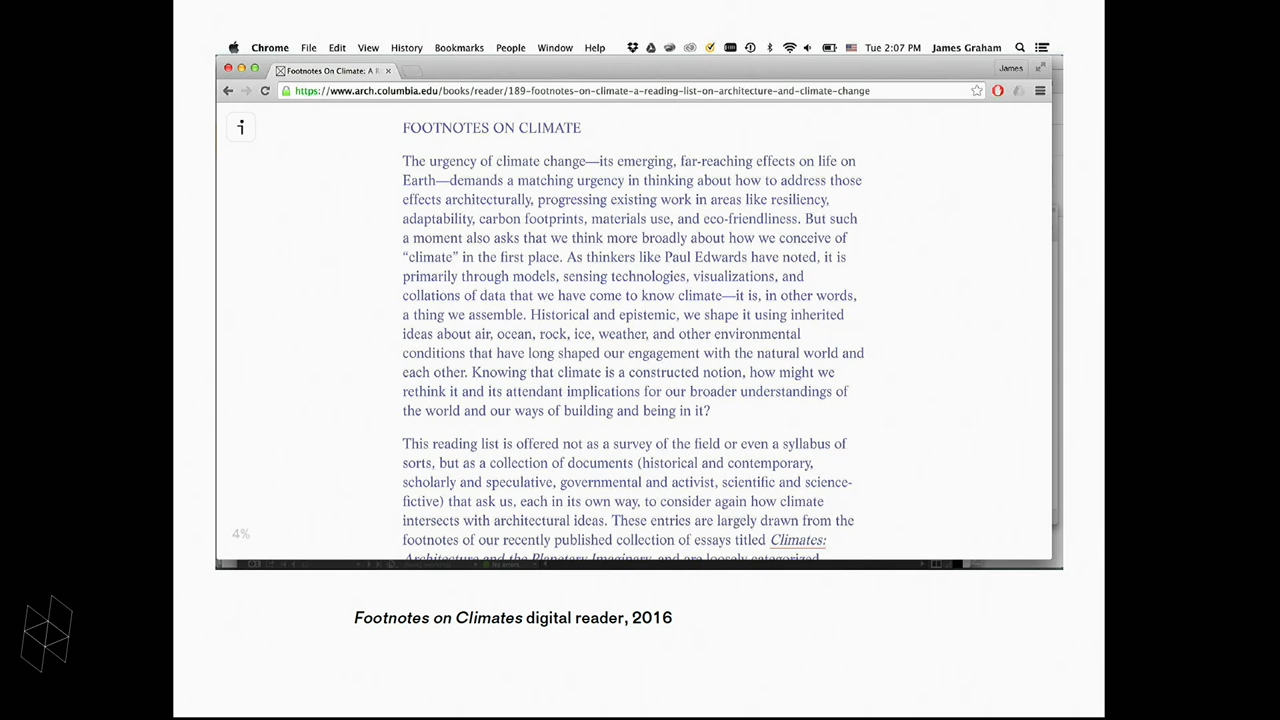 Chrome File Edit View History Bookmarks People Window Help Tue 2:07 PM James Graham
Footnotes On Climate: A
James
https://www.arch.columbia.edu/books/reader/189-footnotes-on-climate-a-reading-list-on-architecture-and-climate-change
i
FOOTNOTES ON CLIMATE
The urgency of climate change—its emerging, far-reaching effects on life on
Earth—demands a matching urgency in thinking about how to address those
effects architecturally, progressing existing work in areas like resiliency,
adaptability, carbon footprints, materials use, and eco-friendliness. But such
a moment also asks that we think more broadly about how we conceive of
“climate” in the first place. As thinkers like Paul Edwards have noted, it is
primarily through models, sensing technologies, visualizations, and
collations of data that we have come to know climate—it is, in other words,
a thing we assemble. Historical and epistemic, we shape it using inherited
ideas about air, ocean, rock, ice, weather, and other environmental
conditions that have long shaped our engagement with the natural world and
each other. Knowing that climate is a constructed notion, how might we
rethink it and its attendant implications for our broader understandings of
the world and our ways of building and being in it?
This reading list is offered not as a survey of the field or even a syllabus of
sorts, but as a collection of documents (historical and contemporary,
scholarly and speculative, governmental and activist, scientific and science-
fictive) that ask us, each in its own way, to consider again how climate
intersects with architectural ideas. These entries are largely drawn from the
footnotes of our recently published collection of essays titled Climates:
Architecture and the Planetary Imaginary, and are loosely categorized
4%
No errors
Footnotes on Climates digital reader, 2016